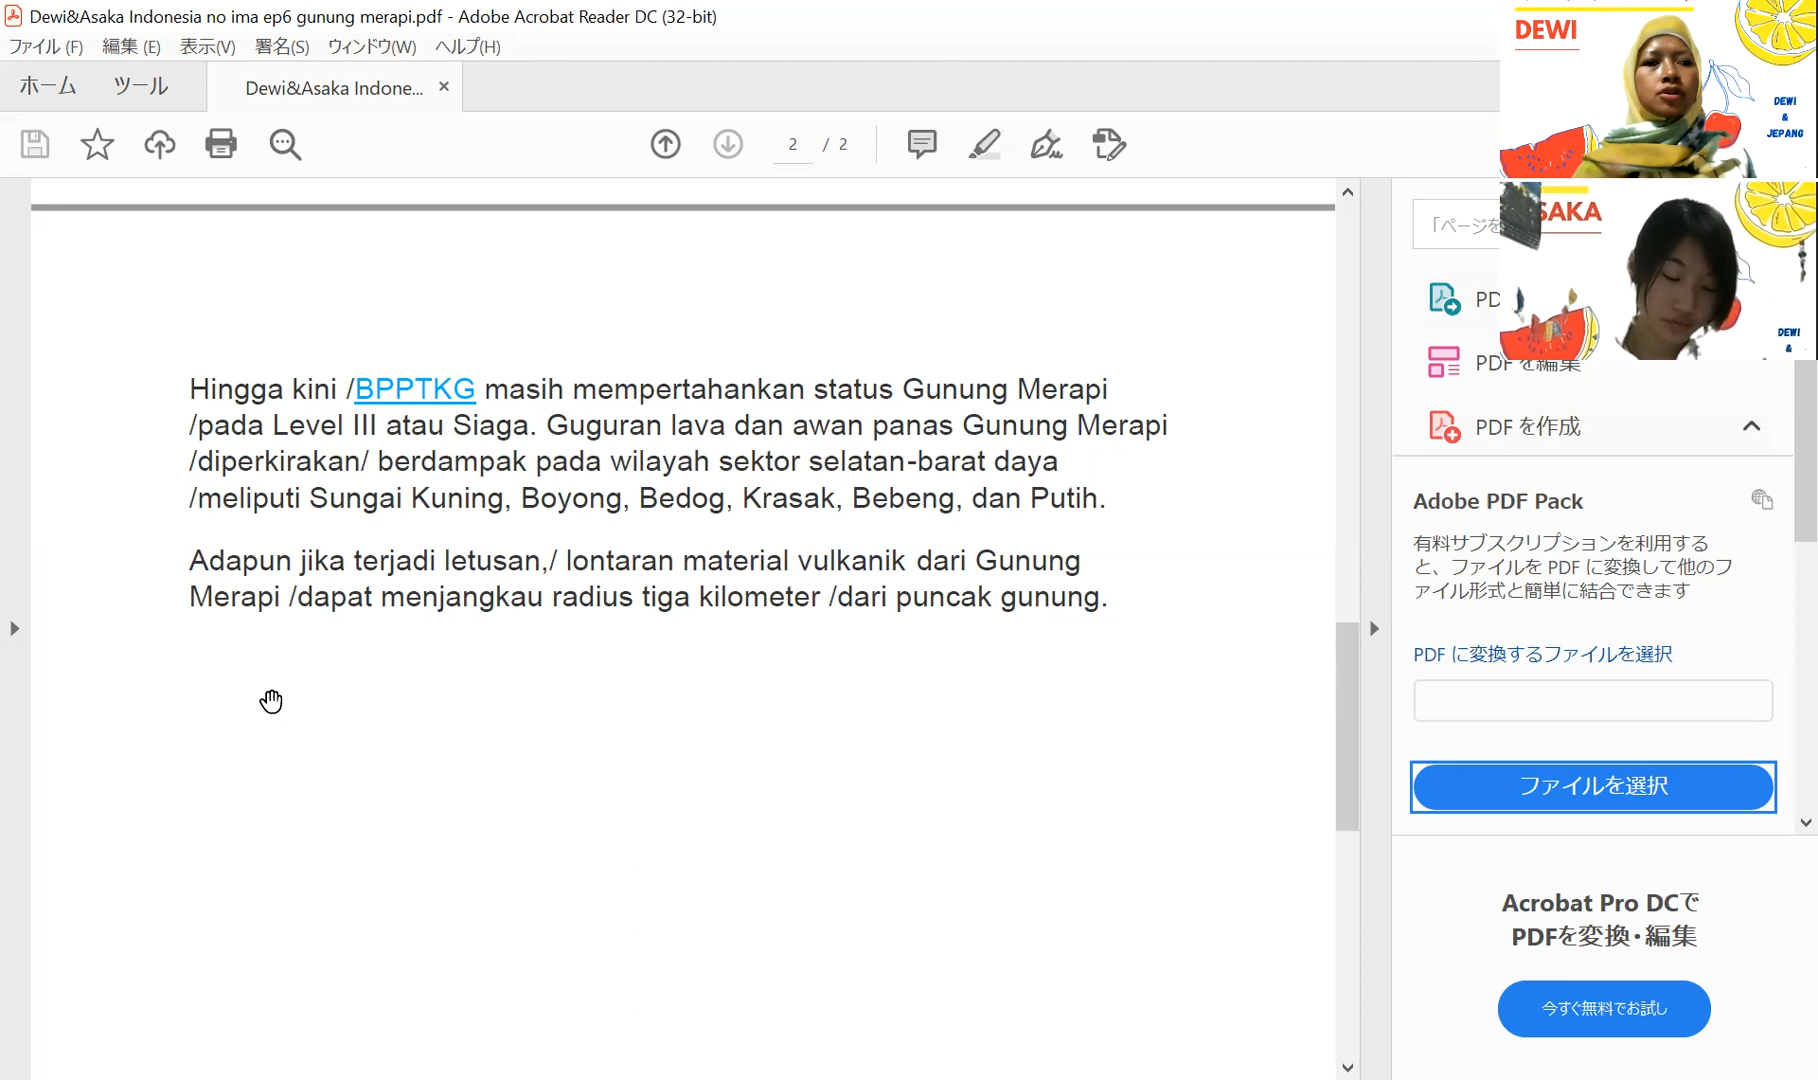 Dewi&Asaka Indonesia no ima ep6 gunung merapi.pdf - Adobe Acrobat Reader DC (32-bit)
ファイル (F) 編集 (E) 表示(V) 署名(S) ウィンドウ(W) ヘルプ(H)
ホーム ツール Dewi&Asaka Indone... ×
2 / 2
DEWI
DEWI
&
JEPANG
SAKA
DEWI
&
「ページを
PD
PDF を編集
PDF を作成
Hingga kini /BPPTKG masih mempertahankan status Gunung Merapi
/pada Level III atau Siaga. Guguran lava dan awan panas Gunung Merapi
/diperkirakan/ berdampak pada wilayah sektor selatan-barat daya
/meliputi Sungai Kuning, Boyong, Bedog, Krasak, Bebeng, dan Putih.
Adapun jika terjadi letusan,/ lontaran material vulkanik dari Gunung
Merapi /dapat menjangkau radius tiga kilometer /dari puncak gunung.
Adobe PDF Pack
有料サブスクリプションを利用する
と、ファイルを PDF に変換して他のフ
ァイル形式と簡単に結合できます
PDF に変換するファイルを選択
ファイルを選択
Acrobat Pro DCで
PDFを変換・編集
今すぐ無料でお試し